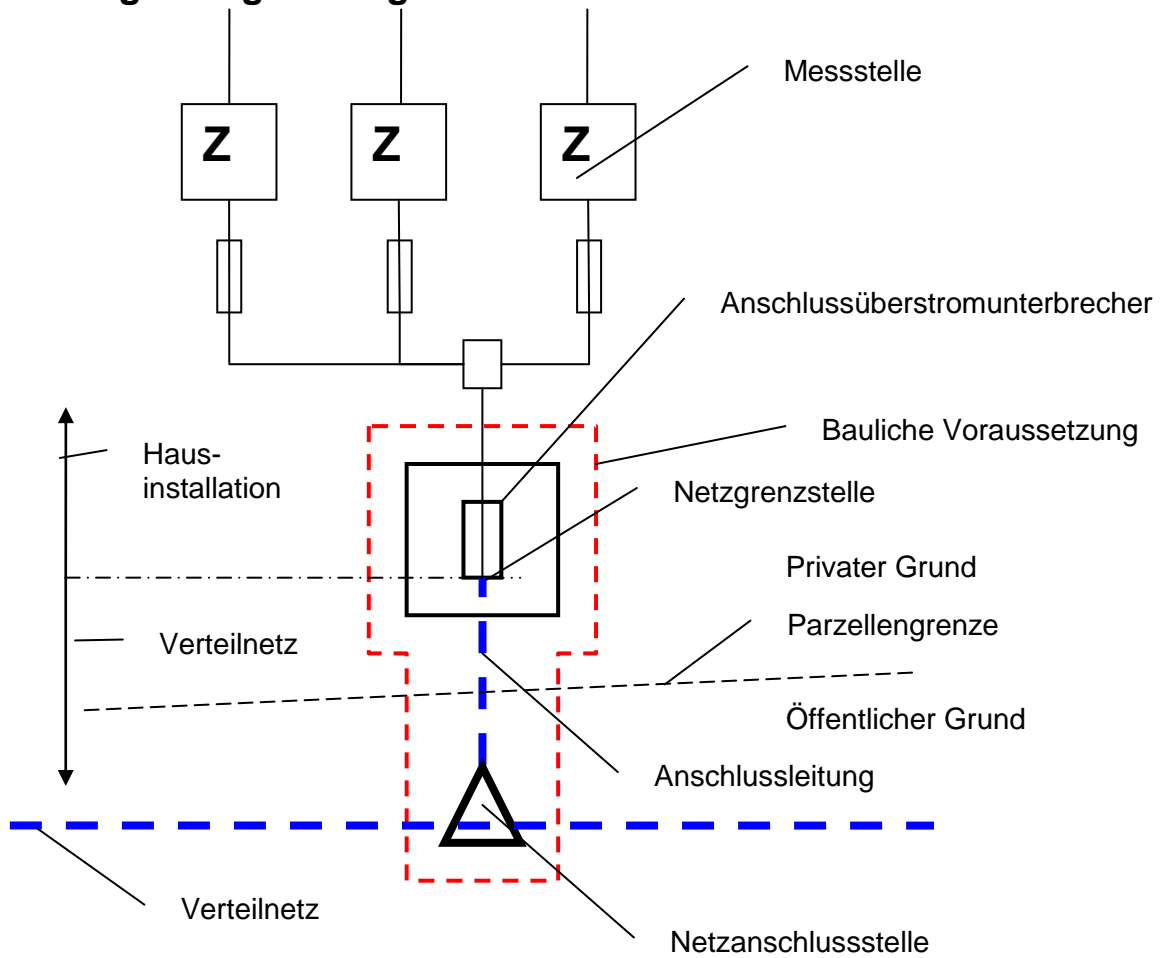 Messstelle
Z Z Z
Anschlussüberstromunterbrecher
Bauliche Voraussetzung
Haus-
installation
Netzgrenzstelle
Privater Grund
Parzellengrenze
Verteilnetz
Öffentlicher Grund
Anschlussleitung
Verteilnetz
Netzanschlussstelle